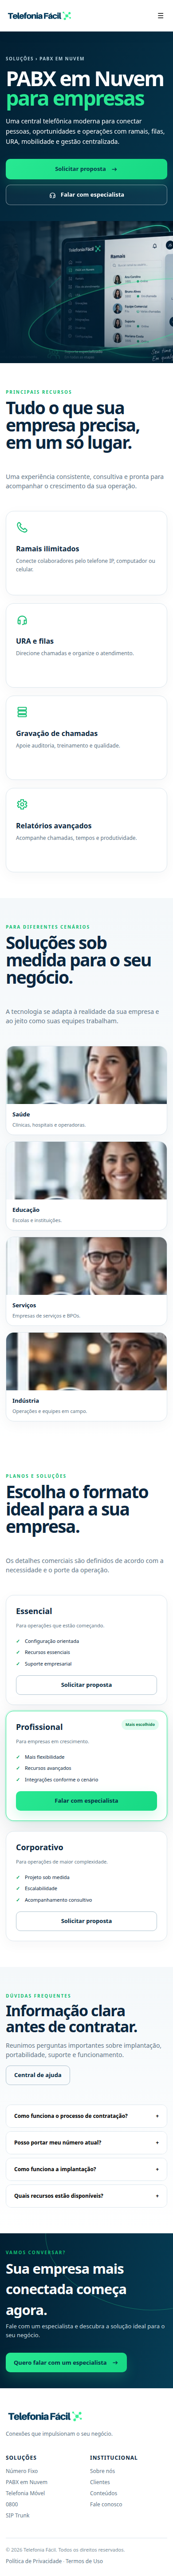 Telefonia Fácil
SOLUÇÕES › PABX EM NUVEM
PABX em Nuvem
para empresas
Uma central telefônica moderna para conectar
pessoas, oportunidades e operações com ramais, filas,
URA, mobilidade e gestão centralizada.
Solicitar proposta →
Falar com especialista
Telefonia Fácil
PRINCIPAIS RECURSOS
Tudo o que sua
empresa precisa,
em um só lugar.
Uma experiência consistente, consultiva e pronta para
acompanhar o crescimento da sua operação.
Ramais ilimitados
Conecte colaboradores pelo telefone IP, computador ou
celular.
URA e filas
Direcione chamadas e organize o atendimento.
Gravação de chamadas
Apoie auditoria, treinamento e qualidade.
Relatórios avançados
Acompanhe chamadas, tempos e produtividade.
PARA DIFERENTES CENÁRIOS
Soluções sob
medida para o seu
negócio.
A tecnologia se adapta à realidade da sua empresa e
ao jeito como suas equipes trabalham.
Saúde
Clínicas, hospitais e operadoras.
Educação
Escolas e instituições.
Serviços
Empresas de serviços e BPOs.
Indústria
Operações e equipes em campo.
PLANOS E SOLUÇÕES
Escolha o formato
ideal para a sua
empresa.
Os detalhes comerciais são definidos de acordo com a
necessidade e o porte da operação.
Essencial
Para operações que estão começando.
✓ Configuração orientada
✓ Recursos essenciais
✓ Suporte empresarial
Solicitar proposta
Mais escolhido
Profissional
Para empresas em crescimento.
✓ Mais flexibilidade
✓ Recursos avançados
✓ Integrações conforme o cenário
Falar com especialista
Corporativo
Para operações de maior complexidade.
✓ Projeto sob medida
✓ Escalabilidade
✓ Acompanhamento consultivo
Solicitar proposta
DÚVIDAS FREQUENTES
Informação clara
antes de contratar.
Reunimos perguntas importantes sobre implantação,
portabilidade, suporte e funcionamento.
Central de ajuda
Como funciona o processo de contratação? +
Posso portar meu número atual? +
Como funciona a implantação? +
Quais recursos estão disponíveis? +
VAMOS CONVERSAR?
Sua empresa mais
conectada começa
agora.
Fale com um especialista e descubra a solução ideal para o
seu negócio.
Quero falar com um especialista →
Telefonia Fácil
Conexões que impulsionam o seu negócio.
SOLUÇÕES
Número Fixo
PABX em Nuvem
Telefonia Móvel
0800
SIP Trunk
INSTITUCIONAL
Sobre nós
Clientes
Conteúdos
Fale conosco
© 2026 Telefonia Fácil. Todos os direitos reservados.
Política de Privacidade · Termos de Uso